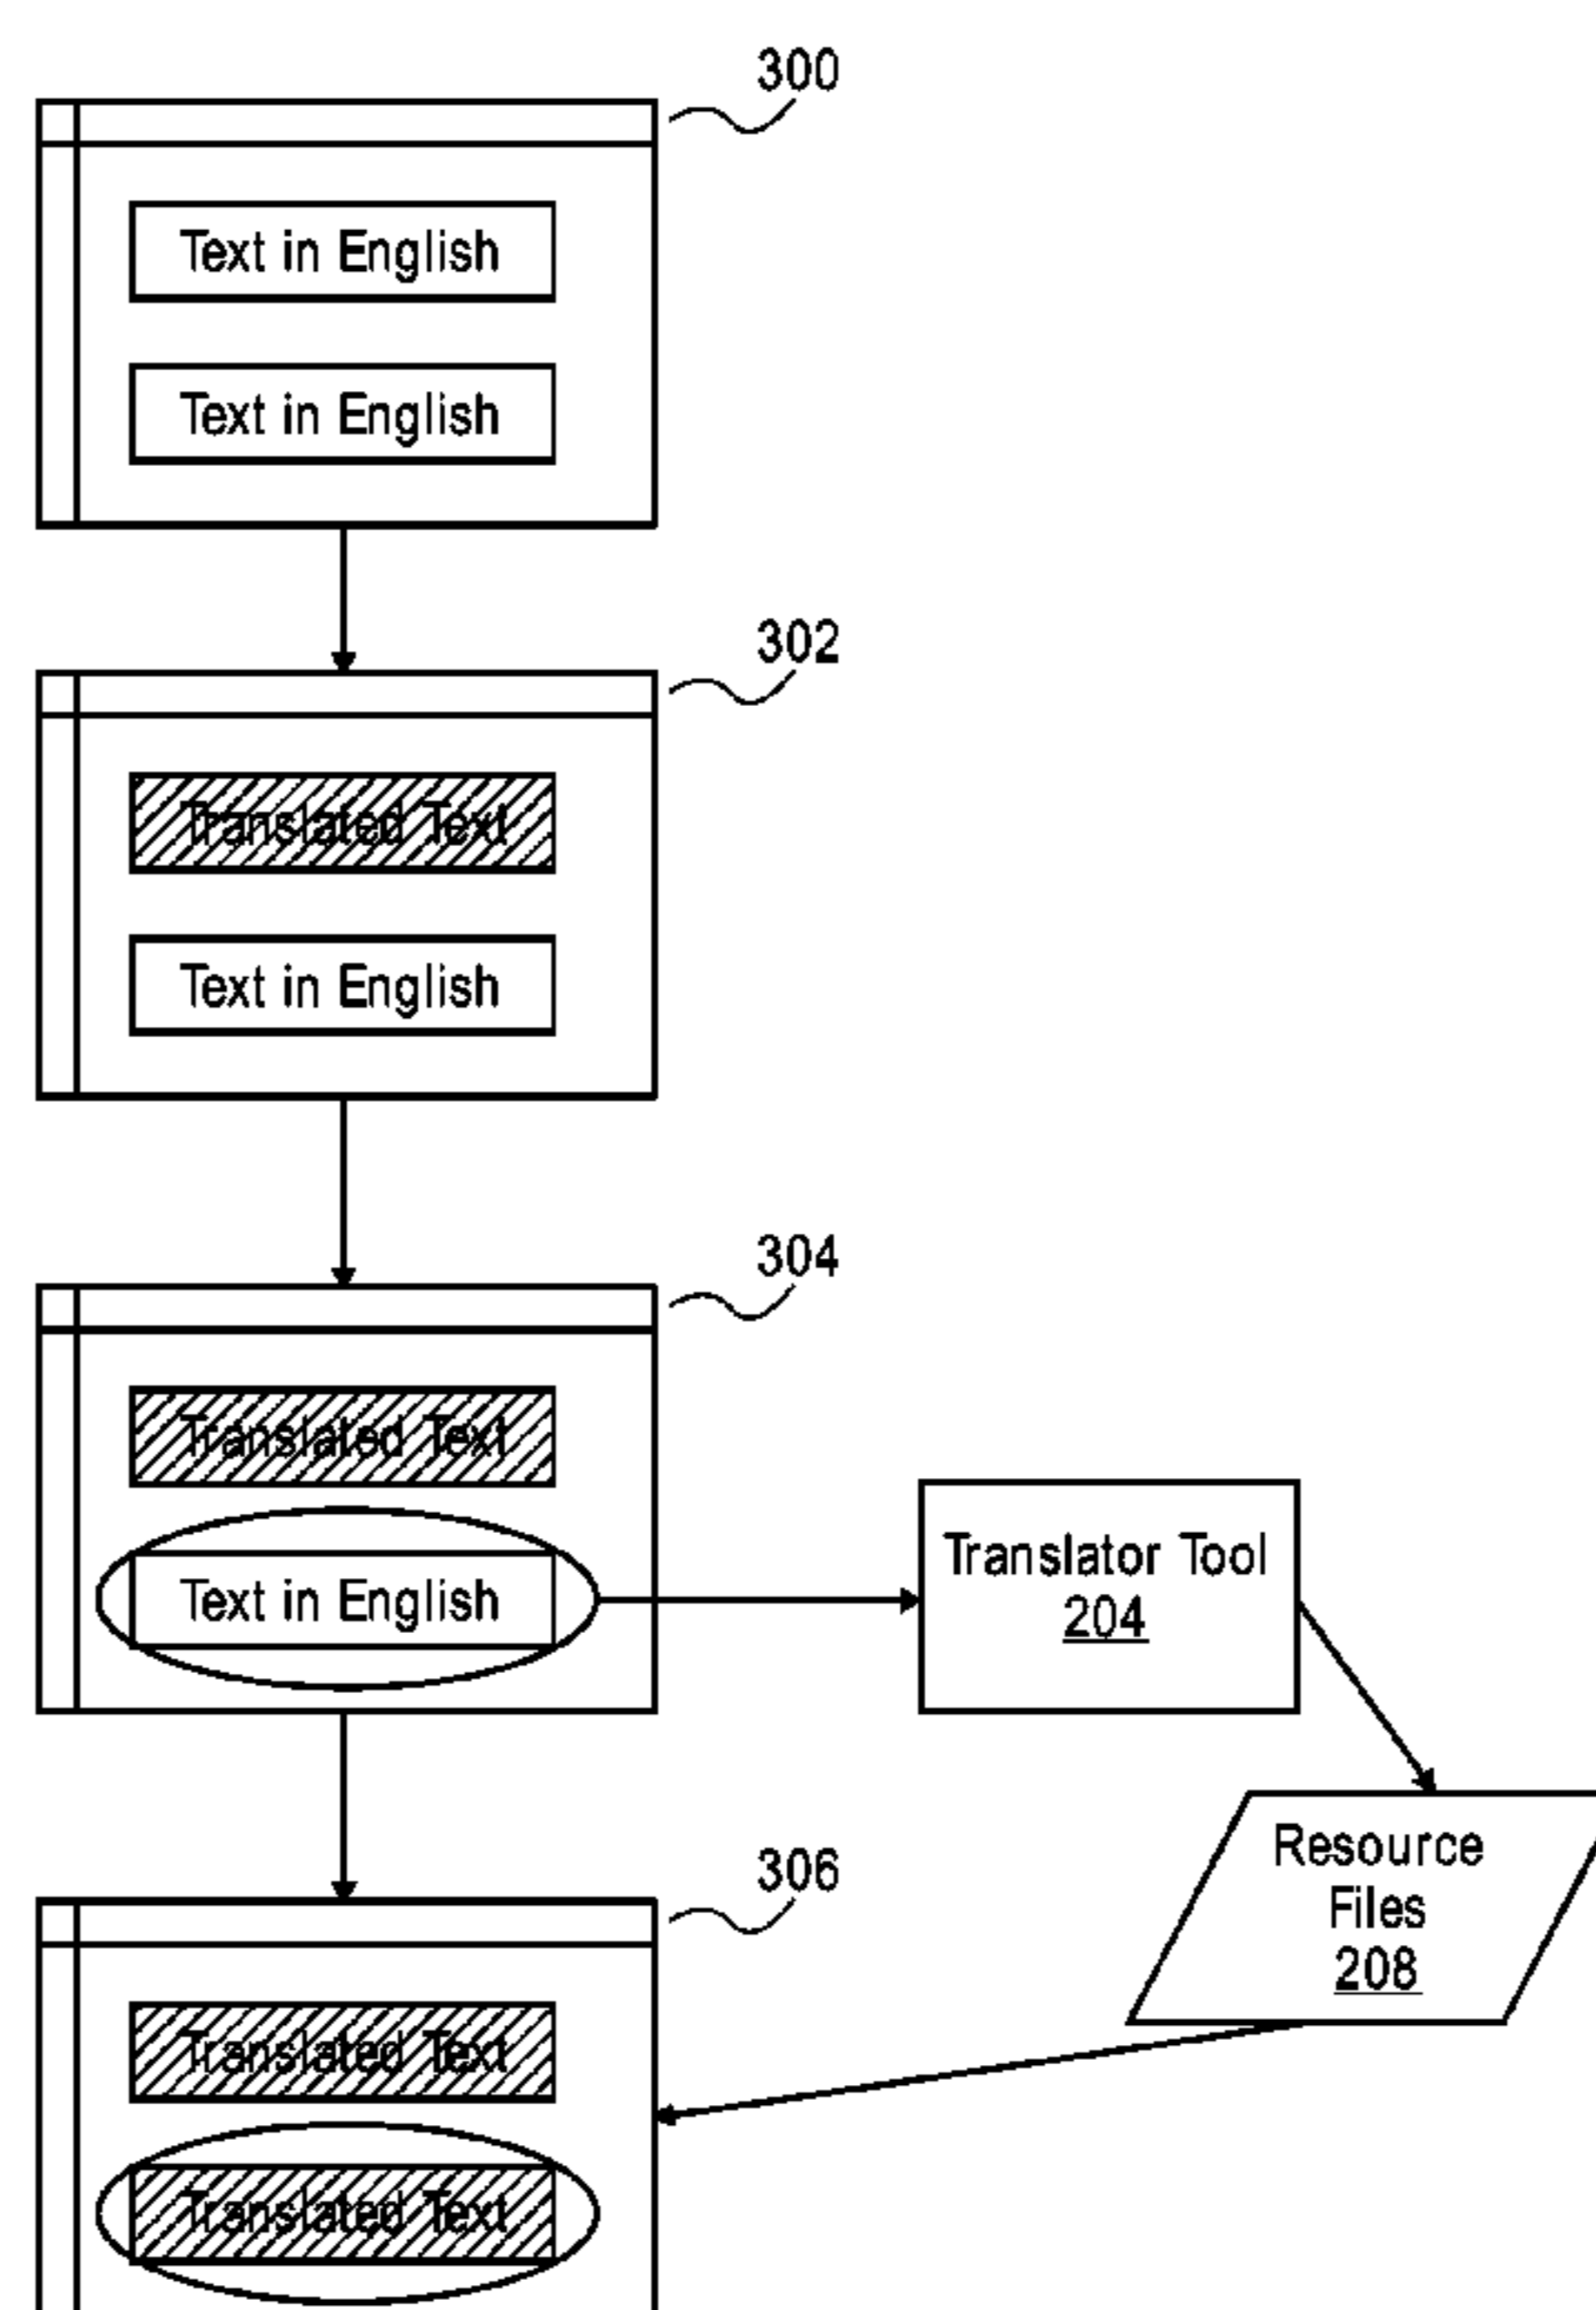 300
Text in English
Text in English
302
Translated Text
Text in English
304
Translated Text
Text in English
Translator Tool
204
Resource
Files
208
306
Translated Text
Translated Text